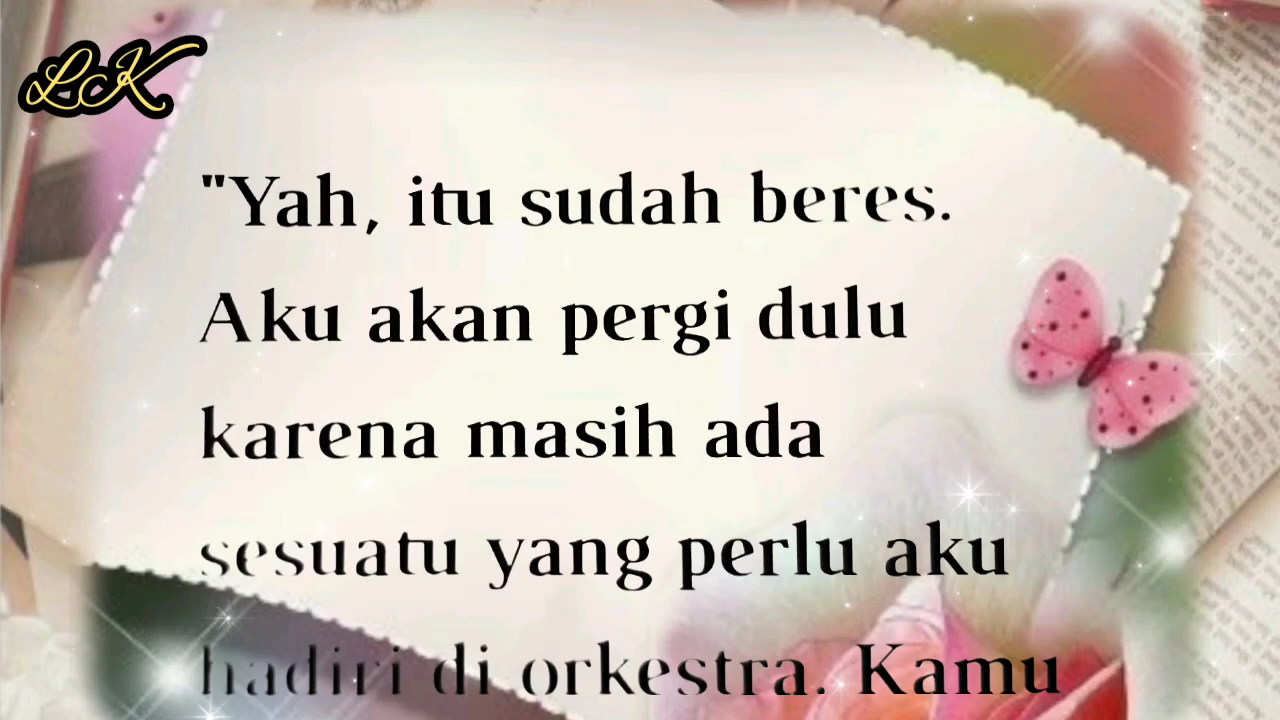 LK
"Yah, itu sudah beres.
Aku akan pergi dulu
karena masih ada
sesuatu yang perlu aku
hadiri di orkestra. Kamu